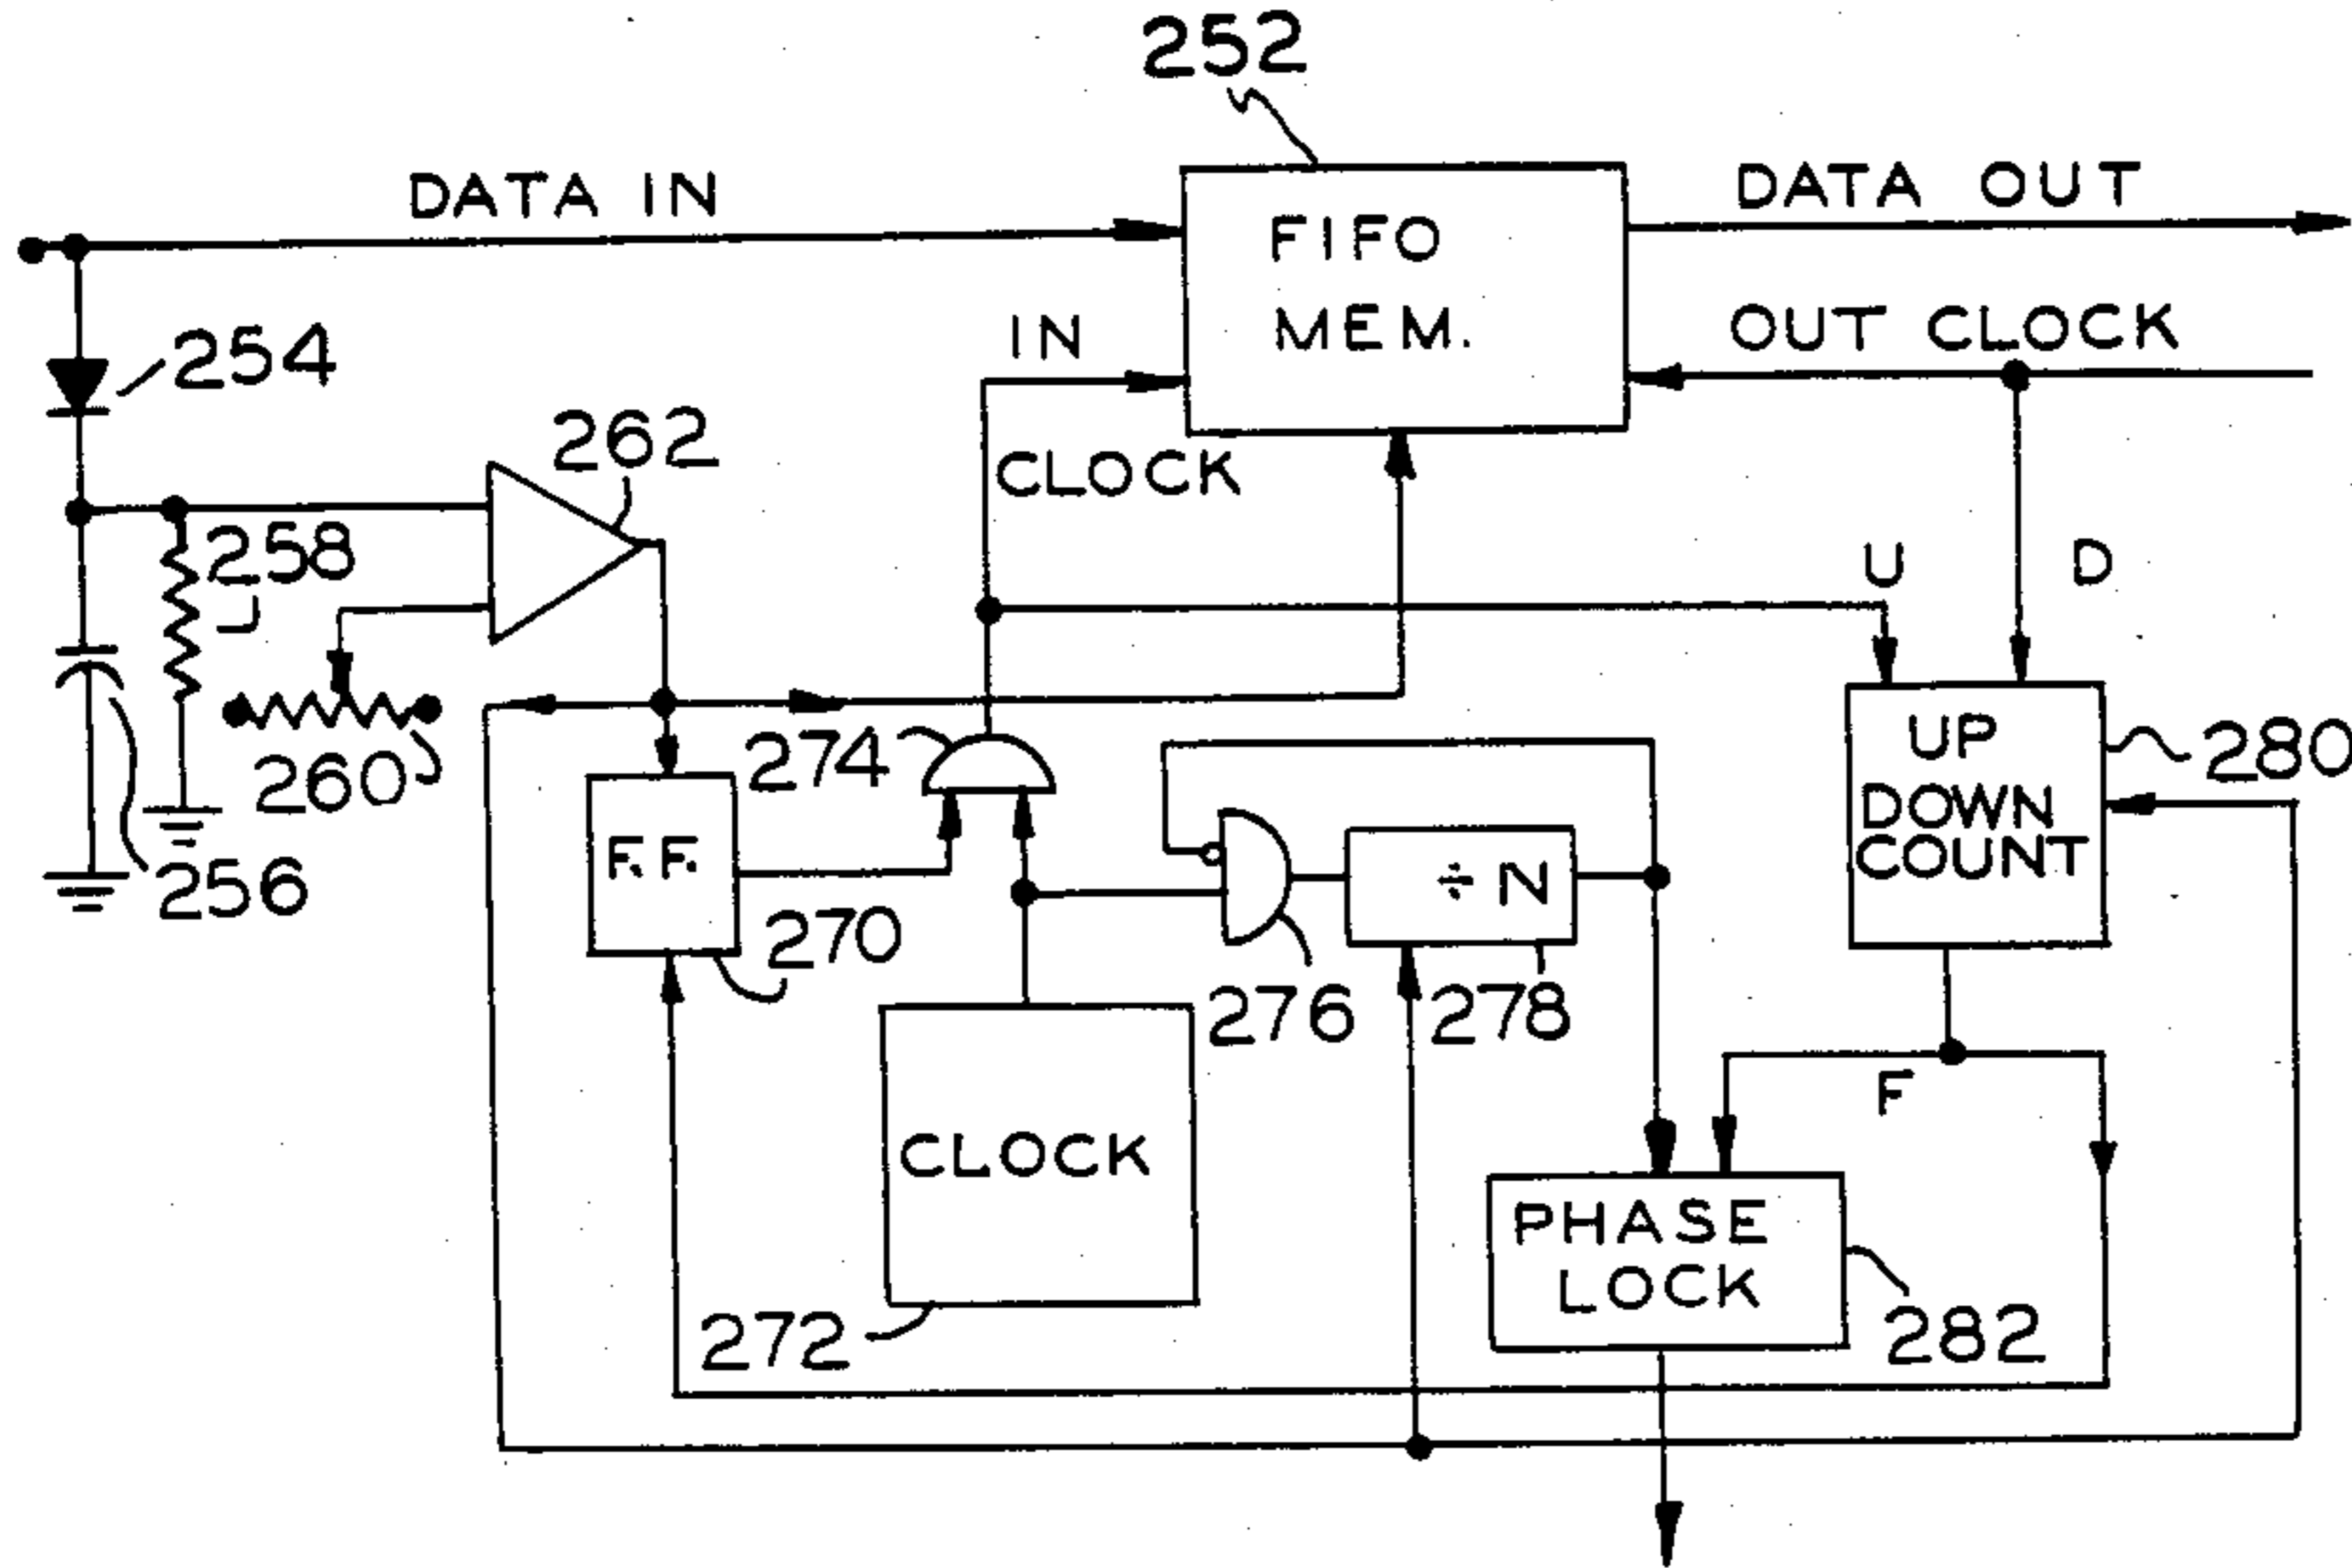 252
DATA IN
FIFO
MEM.
DATA OUT
IN
CLOCK
OUT CLOCK
254
262
258
260
256
U
D
274
F.F.
270
÷ N
276
278
UP
DOWN
COUNT
280
CLOCK
272
F
PHASE
LOCK
282